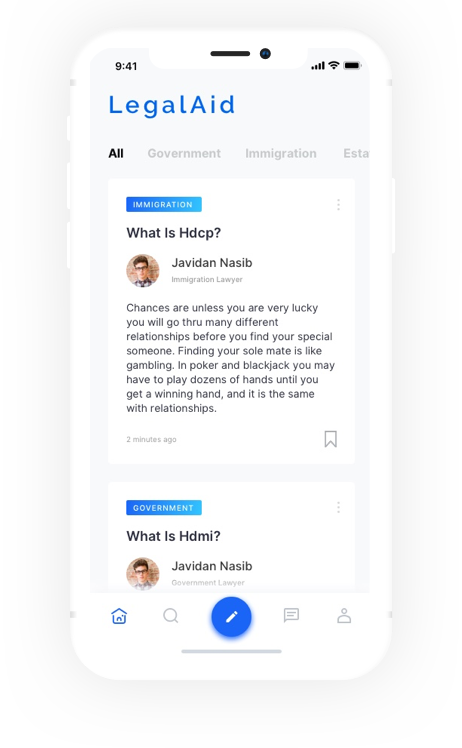 9:41
LegalAid
All Government Immigration Esta
IMMIGRATION
What Is Hdcp?
Javidan Nasib
Immigration Lawyer
Chances are unless you are very lucky
you will go thru many different
relationships before you find your special
someone. Finding your sole mate is like
gambling. In poker and blackjack you may
have to play dozens of hands until you
get a winning hand, and it is the same
with relationships.
2 minutes ago
GOVERNMENT
What Is Hdmi?
Javidan Nasib
Government Lawyer